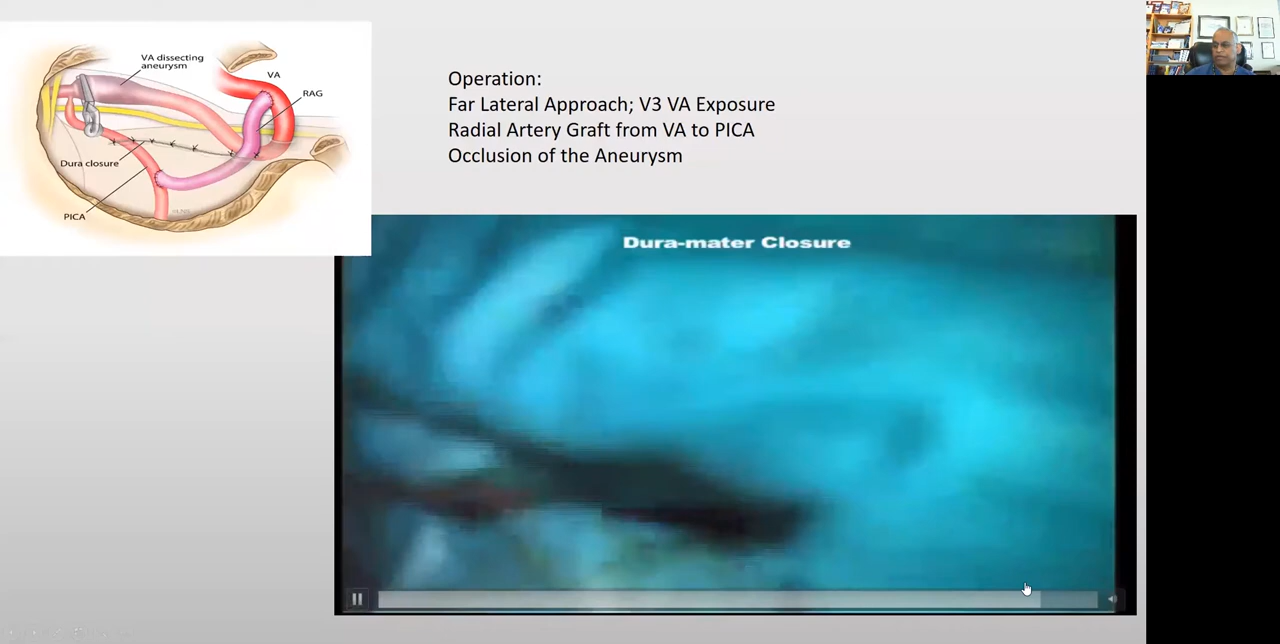 VA dissecting
aneurysm
VA
RAG
Dura closure
PICA
Operation:
Far Lateral Approach; V3 VA Exposure
Radial Artery Graft from VA to PICA
Occlusion of the Aneurysm
Dura-mater Closure